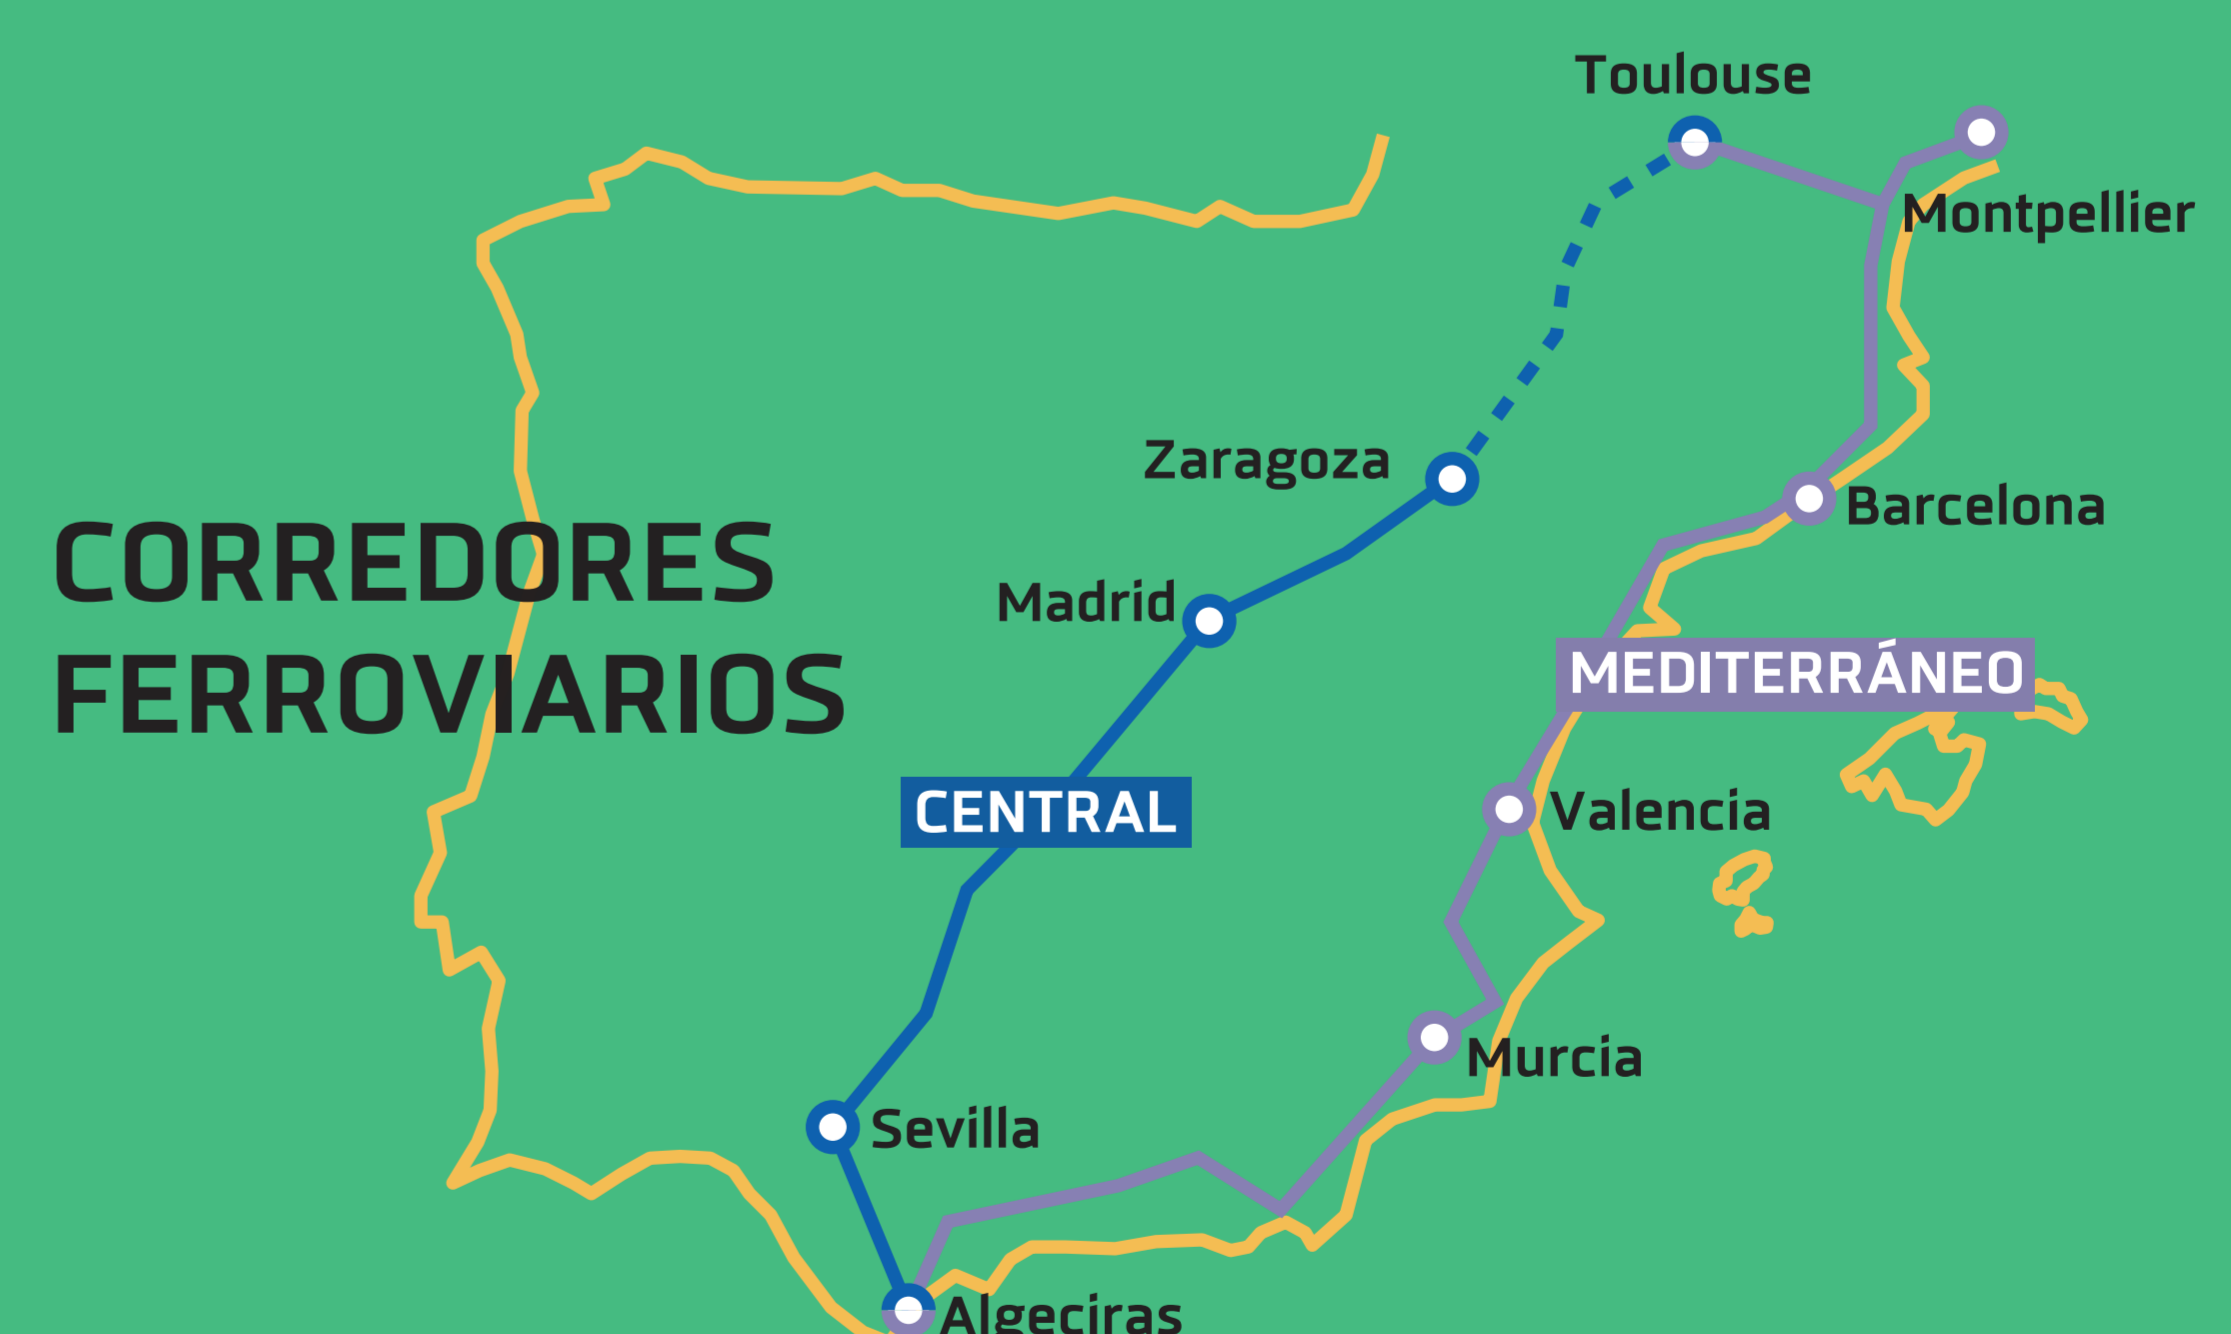 Toulouse
Montpellier
Zaragoza
Barcelona
CORREDORES
FERROVIARIOS
Madrid
MEDITERRÁNEO
CENTRAL
Valencia
Murcia
Sevilla
Algeciras